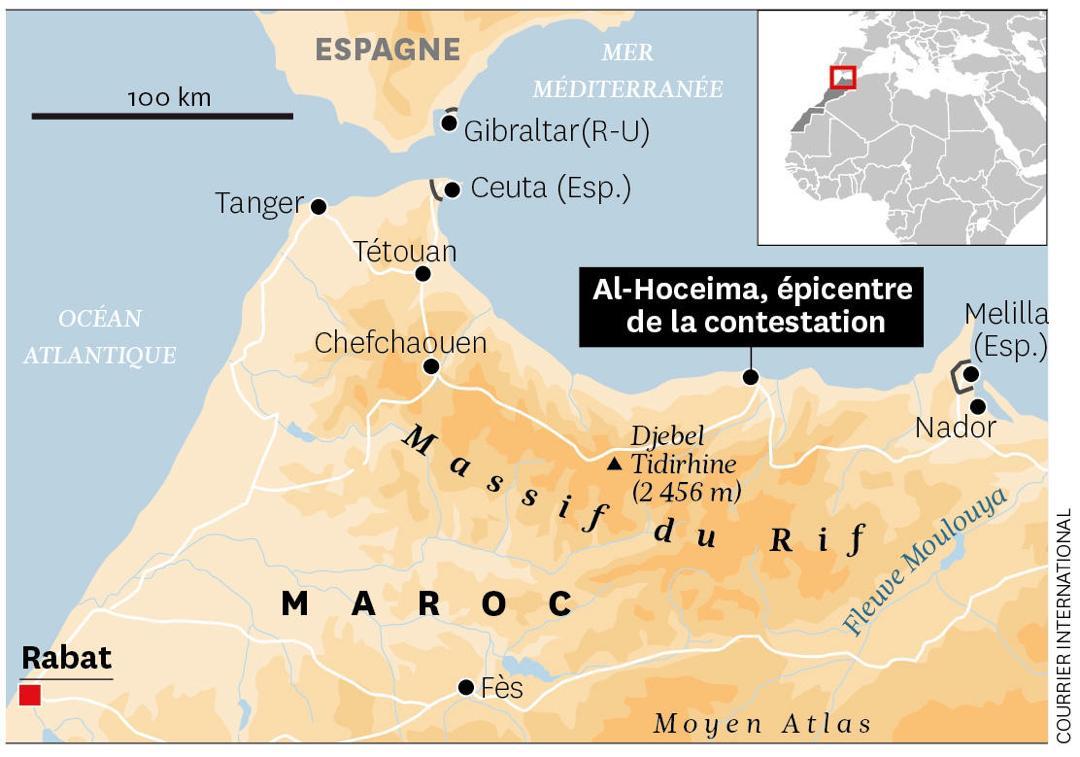 ESPAGNE
MER
MÉDITERRANÉE
100 km
Gibraltar(R-U)
Ceuta (Esp.)
Tanger
Tétouan
Al-Hoceima, épicentre
de la contestation
OCÉAN
ATLANTIQUE
Melilla
(Esp.)
Chefchaouen
Nador
Djebel
Tidirhine
(2 456 m)
Massif du Rif
Fleuve Moulouya
MAROC
Rabat
Fès
Moyen Atlas
COURRIER INTERNATIONAL